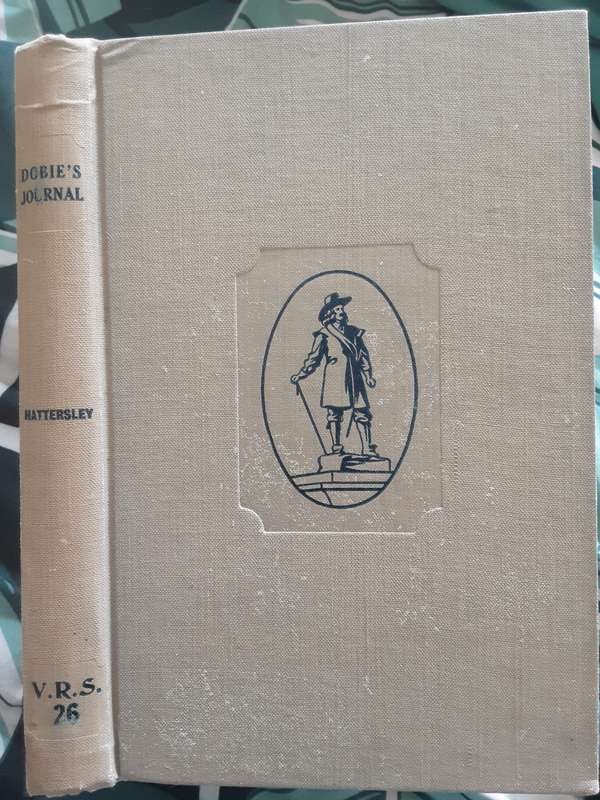 DOBIE'S
JOURNAL
HATTERSLEY
V.R.S.
26